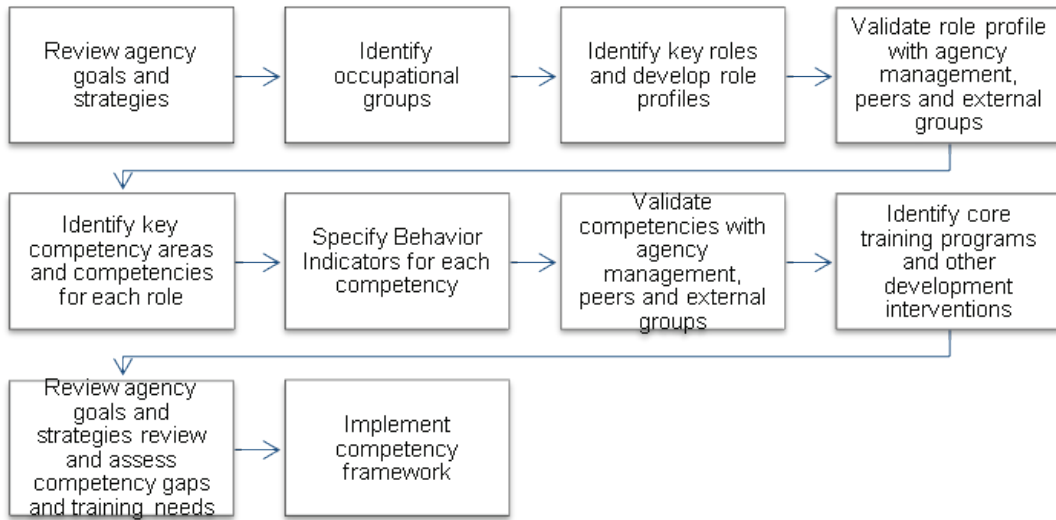 Review agency
goals and
strategies
Identify
occupational
groups
Identify key roles
and develop role
profiles
Validate role profile
with agency
management,
peers and external
groups
Identify key
competency areas
and competencies
for each role
Specify Behavior
Indicators for each
competency
Validate
competencies with
agency
management,
peers and external
groups
Identify core
training programs
and other
development
interventions
Review agency
goals and
strategies review
and assess
competency gaps
and training needs
Implement
competency
framework